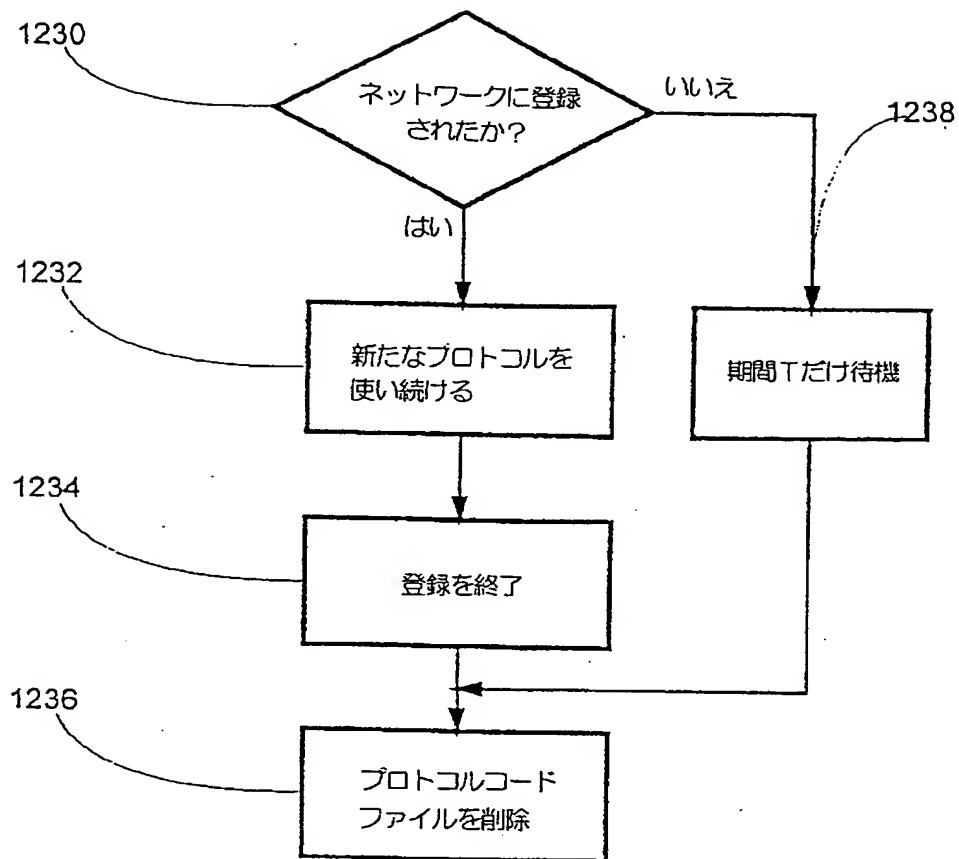 1230
ネットワークに登録
されたか?
いいえ
1238
はい
1232
新たなプロトコルを
使い続ける
期間Tだけ待機
1234
登録を終了
1236
プロトコルコード
ファイルを削除